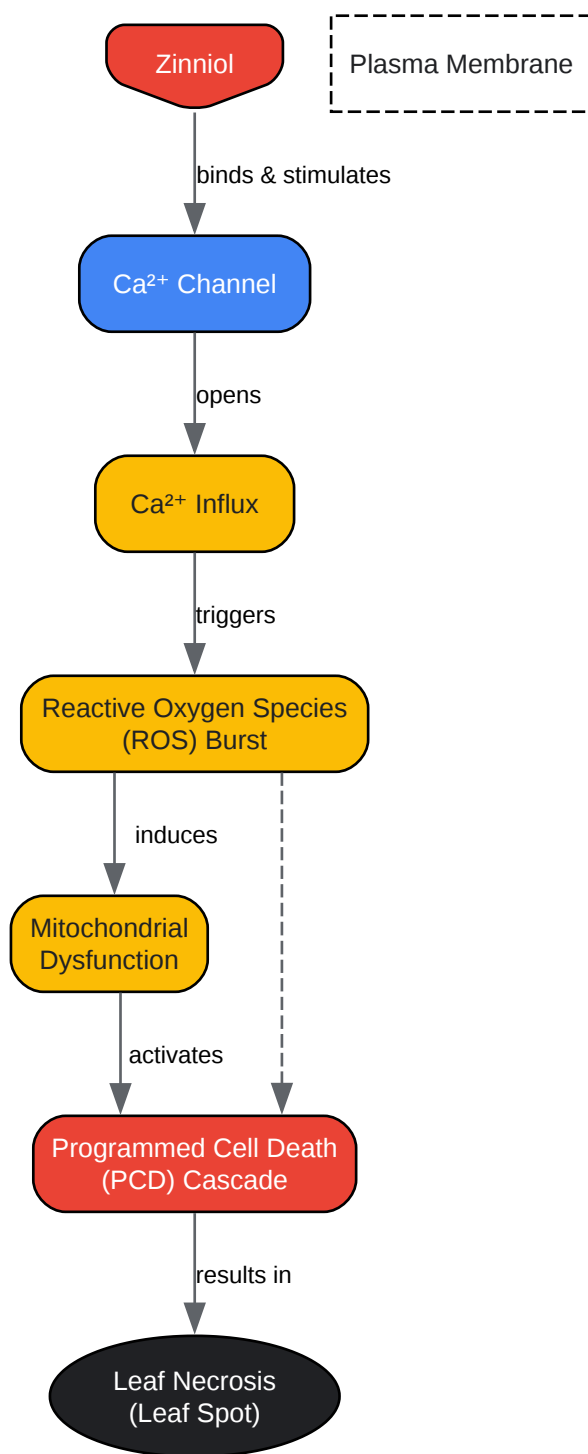 Zinniol
Plasma Membrane
binds & stimulates
Ca²⁺ Channel
opens
Ca²⁺ Influx
triggers
Reactive Oxygen Species
(ROS) Burst
induces
Mitochondrial
Dysfunction
activates
Programmed Cell Death
(PCD) Cascade
results in
Leaf Necrosis
(Leaf Spot)